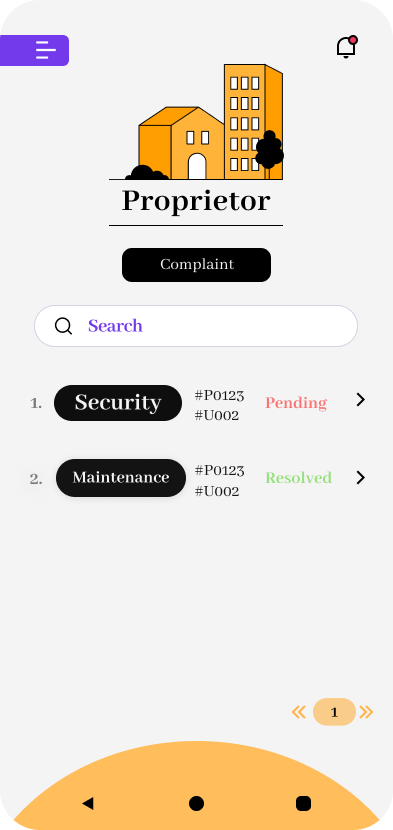 Proprietor
Complaint
Search
1. Security #P0123 #U002 Pending
2. Maintenance #P0123 #U002 Resolved
1